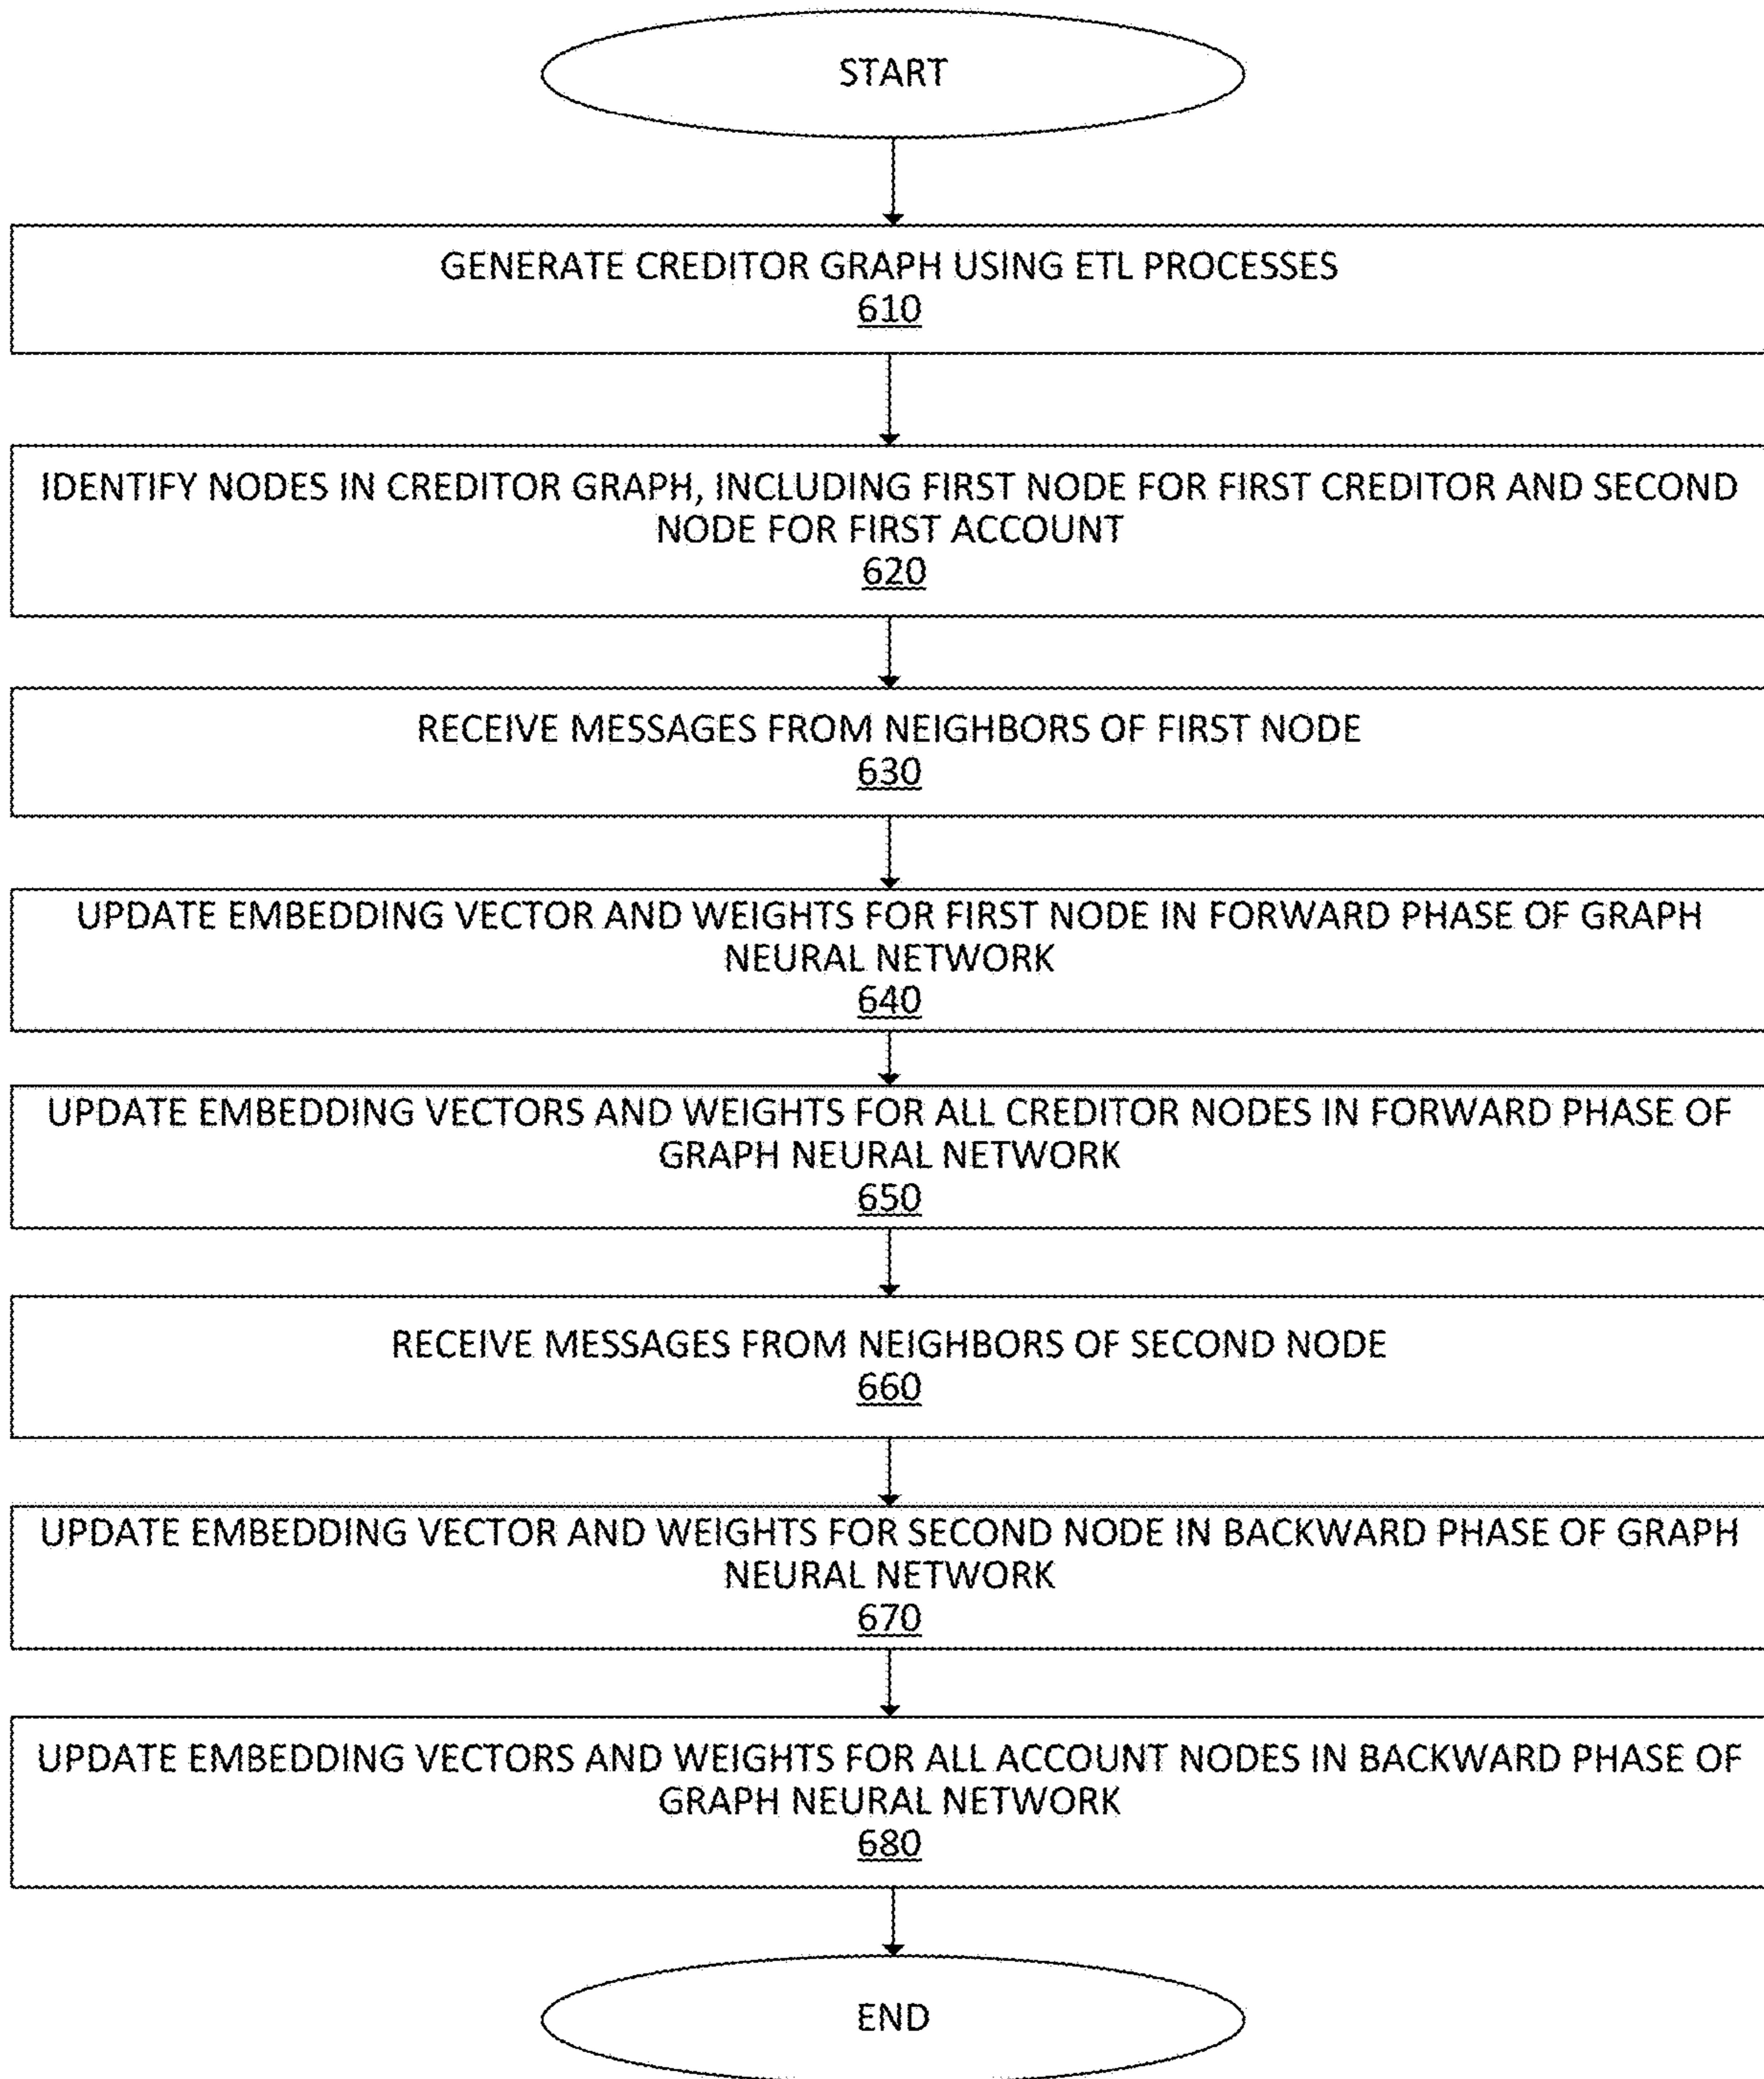 START
GENERATE CREDITOR GRAPH USING ETL PROCESSES
610
IDENTIFY NODES IN CREDITOR GRAPH, INCLUDING FIRST NODE FOR FIRST CREDITOR AND SECOND
NODE FOR FIRST ACCOUNT
620
RECEIVE MESSAGES FROM NEIGHBORS OF FIRST NODE
630
UPDATE EMBEDDING VECTOR AND WEIGHTS FOR FIRST NODE IN FORWARD PHASE OF GRAPH
NEURAL NETWORK
640
UPDATE EMBEDDING VECTORS AND WEIGHTS FOR ALL CREDITOR NODES IN FORWARD PHASE OF
GRAPH NEURAL NETWORK
650
RECEIVE MESSAGES FROM NEIGHBORS OF SECOND NODE
660
UPDATE EMBEDDING VECTOR AND WEIGHTS FOR SECOND NODE IN BACKWARD PHASE OF GRAPH
NEURAL NETWORK
670
UPDATE EMBEDDING VECTORS AND WEIGHTS FOR ALL ACCOUNT NODES IN BACKWARD PHASE OF
GRAPH NEURAL NETWORK
680
END